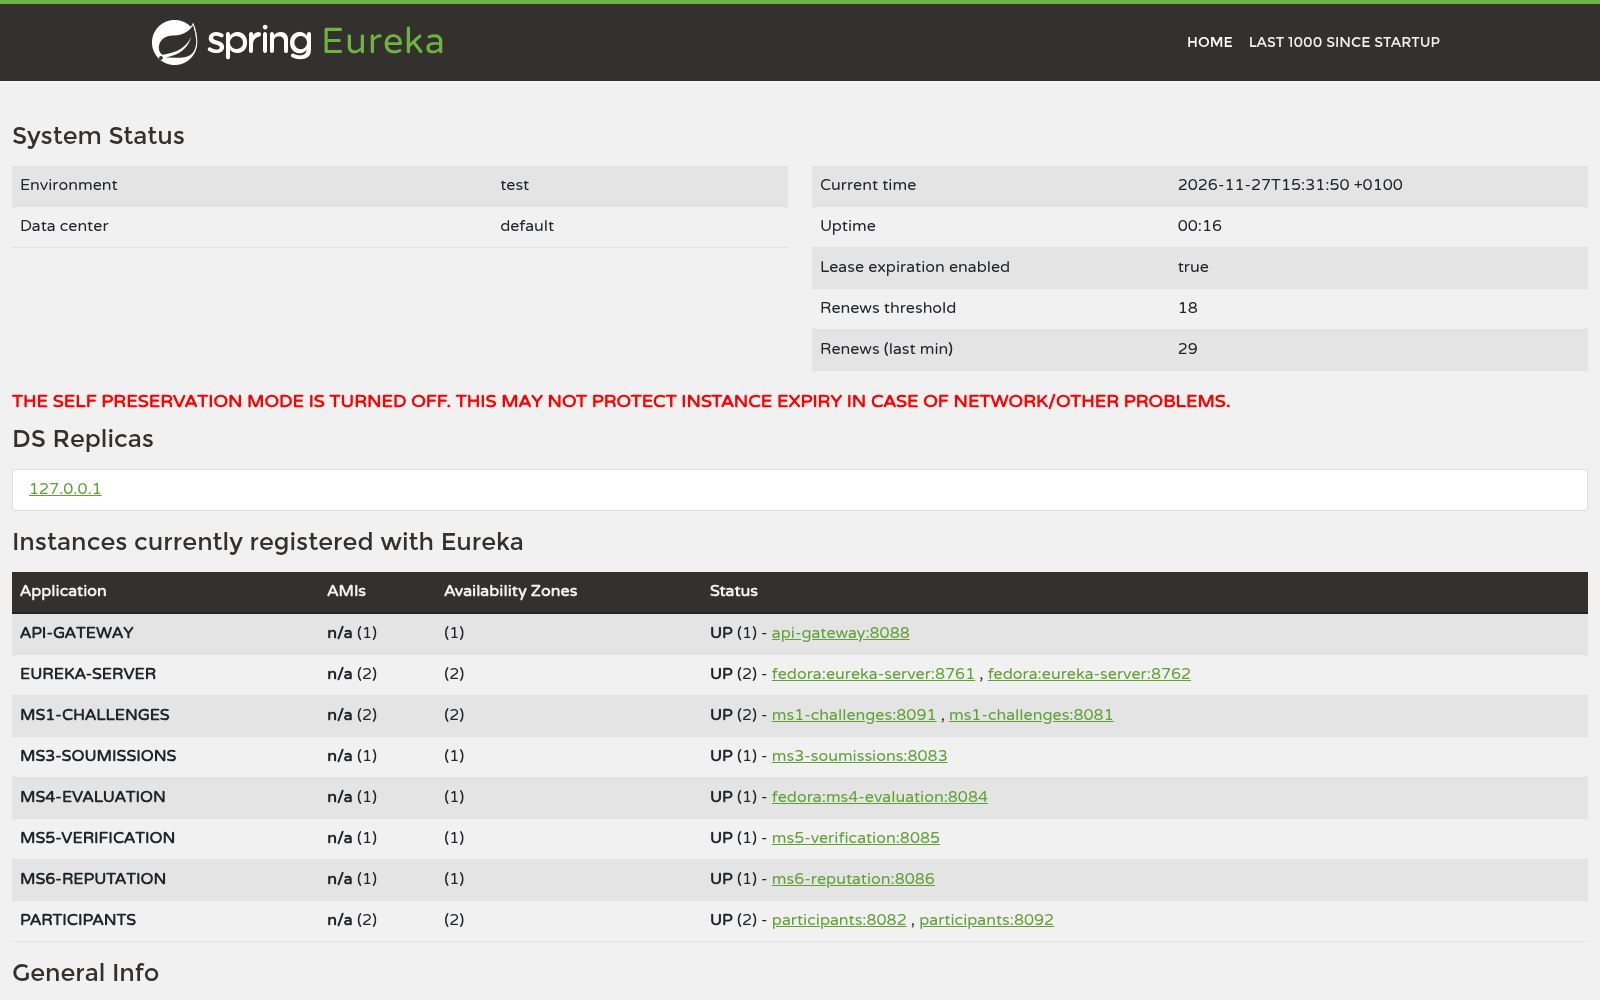 spring Eureka
HOME LAST 1000 SINCE STARTUP
System Status
Environment test
Data center default
Current time 2026-11-27T15:31:50 +0100
Uptime 00:16
Lease expiration enabled true
Renews threshold 18
Renews (last min) 29
THE SELF PRESERVATION MODE IS TURNED OFF. THIS MAY NOT PROTECT INSTANCE EXPIRY IN CASE OF NETWORK/OTHER PROBLEMS.
DS Replicas
127.0.0.1
Instances currently registered with Eureka
Application AMIs Availability Zones Status
API-GATEWAY n/a (1) (1) UP (1) - api-gateway:8088
EUREKA-SERVER n/a (2) (2) UP (2) - fedora:eureka-server:8761 , fedora:eureka-server:8762
MS1-CHALLENGES n/a (2) (2) UP (2) - ms1-challenges:8091 , ms1-challenges:8081
MS3-SOUMISSIONS n/a (1) (1) UP (1) - ms3-soumissions:8083
MS4-EVALUATION n/a (1) (1) UP (1) - fedora:ms4-evaluation:8084
MS5-VERIFICATION n/a (1) (1) UP (1) - ms5-verification:8085
MS6-REPUTATION n/a (1) (1) UP (1) - ms6-reputation:8086
PARTICIPANTS n/a (2) (2) UP (2) - participants:8082 , participants:8092
General Info